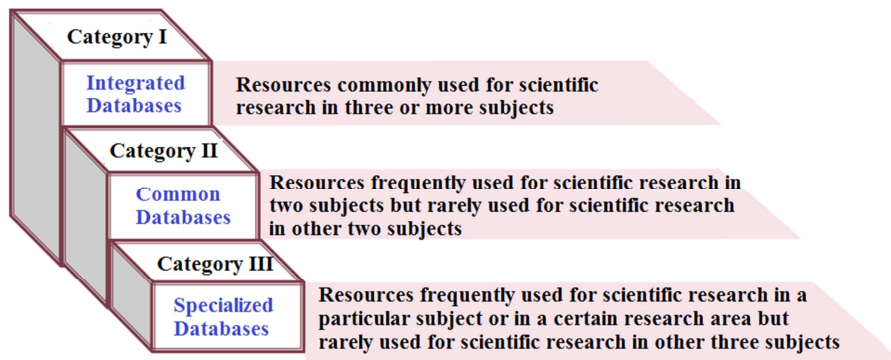 Category I
Integrated
Databases
Resources commonly used for scientific
research in three or more subjects
Category II
Common
Databases
Resources frequently used for scientific research in
two subjects but rarely used for scientific research
in other two subjects
Category III
Specialized
Databases
Resources frequently used for scientific research in a
particular subject or in a certain research area but
rarely used for scientific research in other three subjects